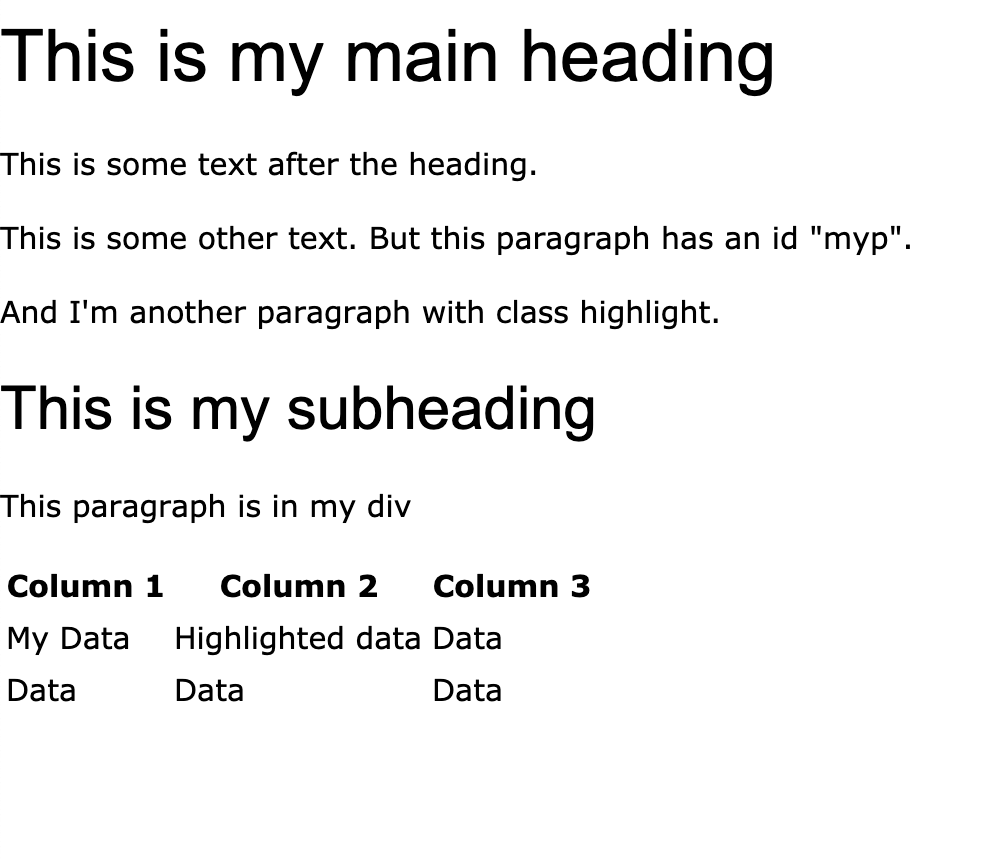 This is my main heading
This is some text after the heading.
This is some other text. But this paragraph has an id "myp".
And I'm another paragraph with class highlight.
This is my subheading
This paragraph is in my div
Column 1 Column 2 Column 3
My Data Highlighted data Data
Data Data Data